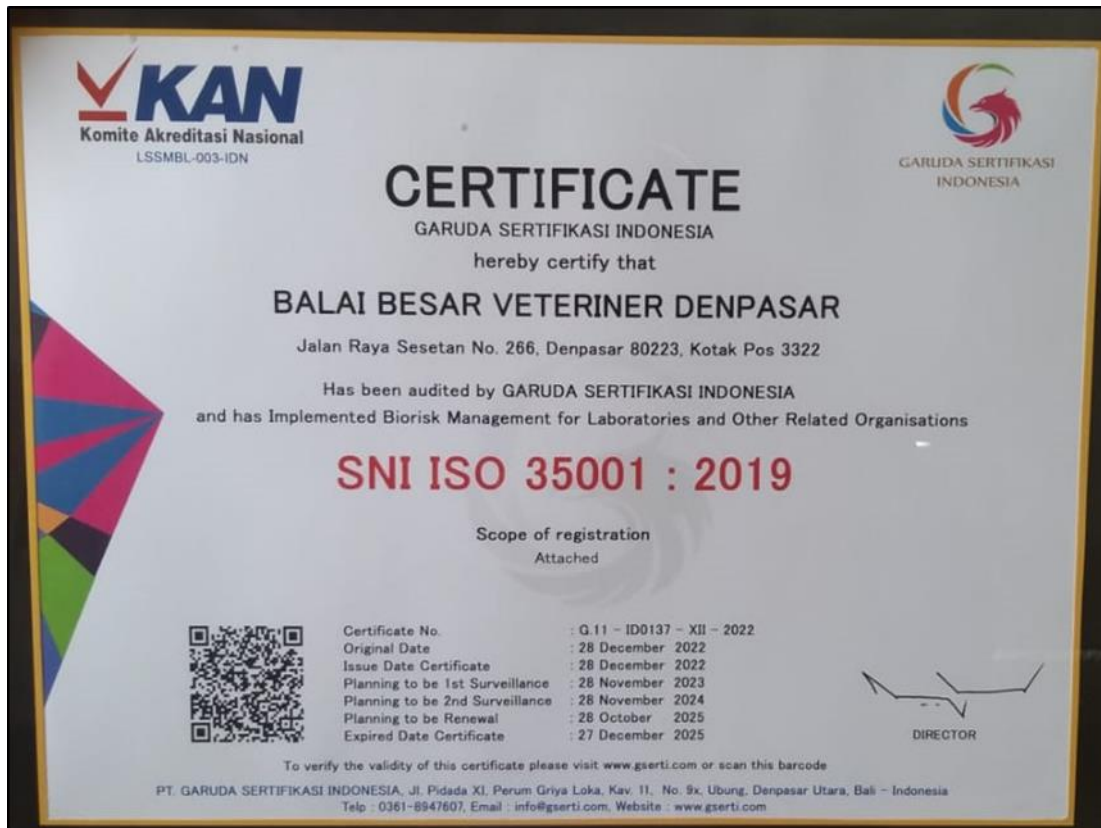 KAN
Komite Akreditasi Nasional
LSSMBL-003-IDN
GARUDA SERTIFIKASI
INDONESIA
CERTIFICATE
GARUDA SERTIFIKASI INDONESIA
hereby certify that
BALAI BESAR VETERINER DENPASAR
Jalan Raya Sesetan No. 266, Denpasar 80223, Kotak Pos 3322
Has been audited by GARUDA SERTIFIKASI INDONESIA
and has Implemented Biorisk Management for Laboratories and Other Related Organisations
SNI ISO 35001 : 2019
Scope of registration
Attached
Certificate No. : G.11 - ID0137 - XII - 2022
Original Date : 28 December 2022
Issue Date Certificate : 28 December 2022
Planning to be 1st Surveillance : 28 November 2023
Planning to be 2nd Surveillance : 28 November 2024
Planning to be Renewal : 28 October 2025
Expired Date Certificate : 27 December 2025
DIRECTOR
To verify the validity of this certificate please visit www.gserti.com or scan this barcode
PT. GARUDA SERTIFIKASI INDONESIA, Jl. Pidada XI, Perum Griya Loka, Kav. 11, No. 9x, Ubung, Denpasar Utara, Bali - Indonesia
Telp : 0361-8947607, Email : info@gserti.com, Website : www.gserti.com